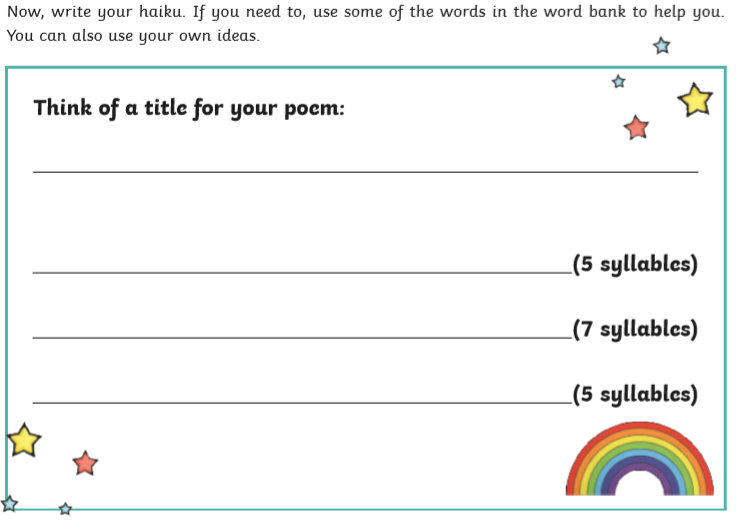 Now, write your haiku. If you need to, use some of the words in the word bank to help you.
You can also use your own ideas.
Think of a title for your poem:
(5 syllables)
(7 syllables)
(5 syllables)